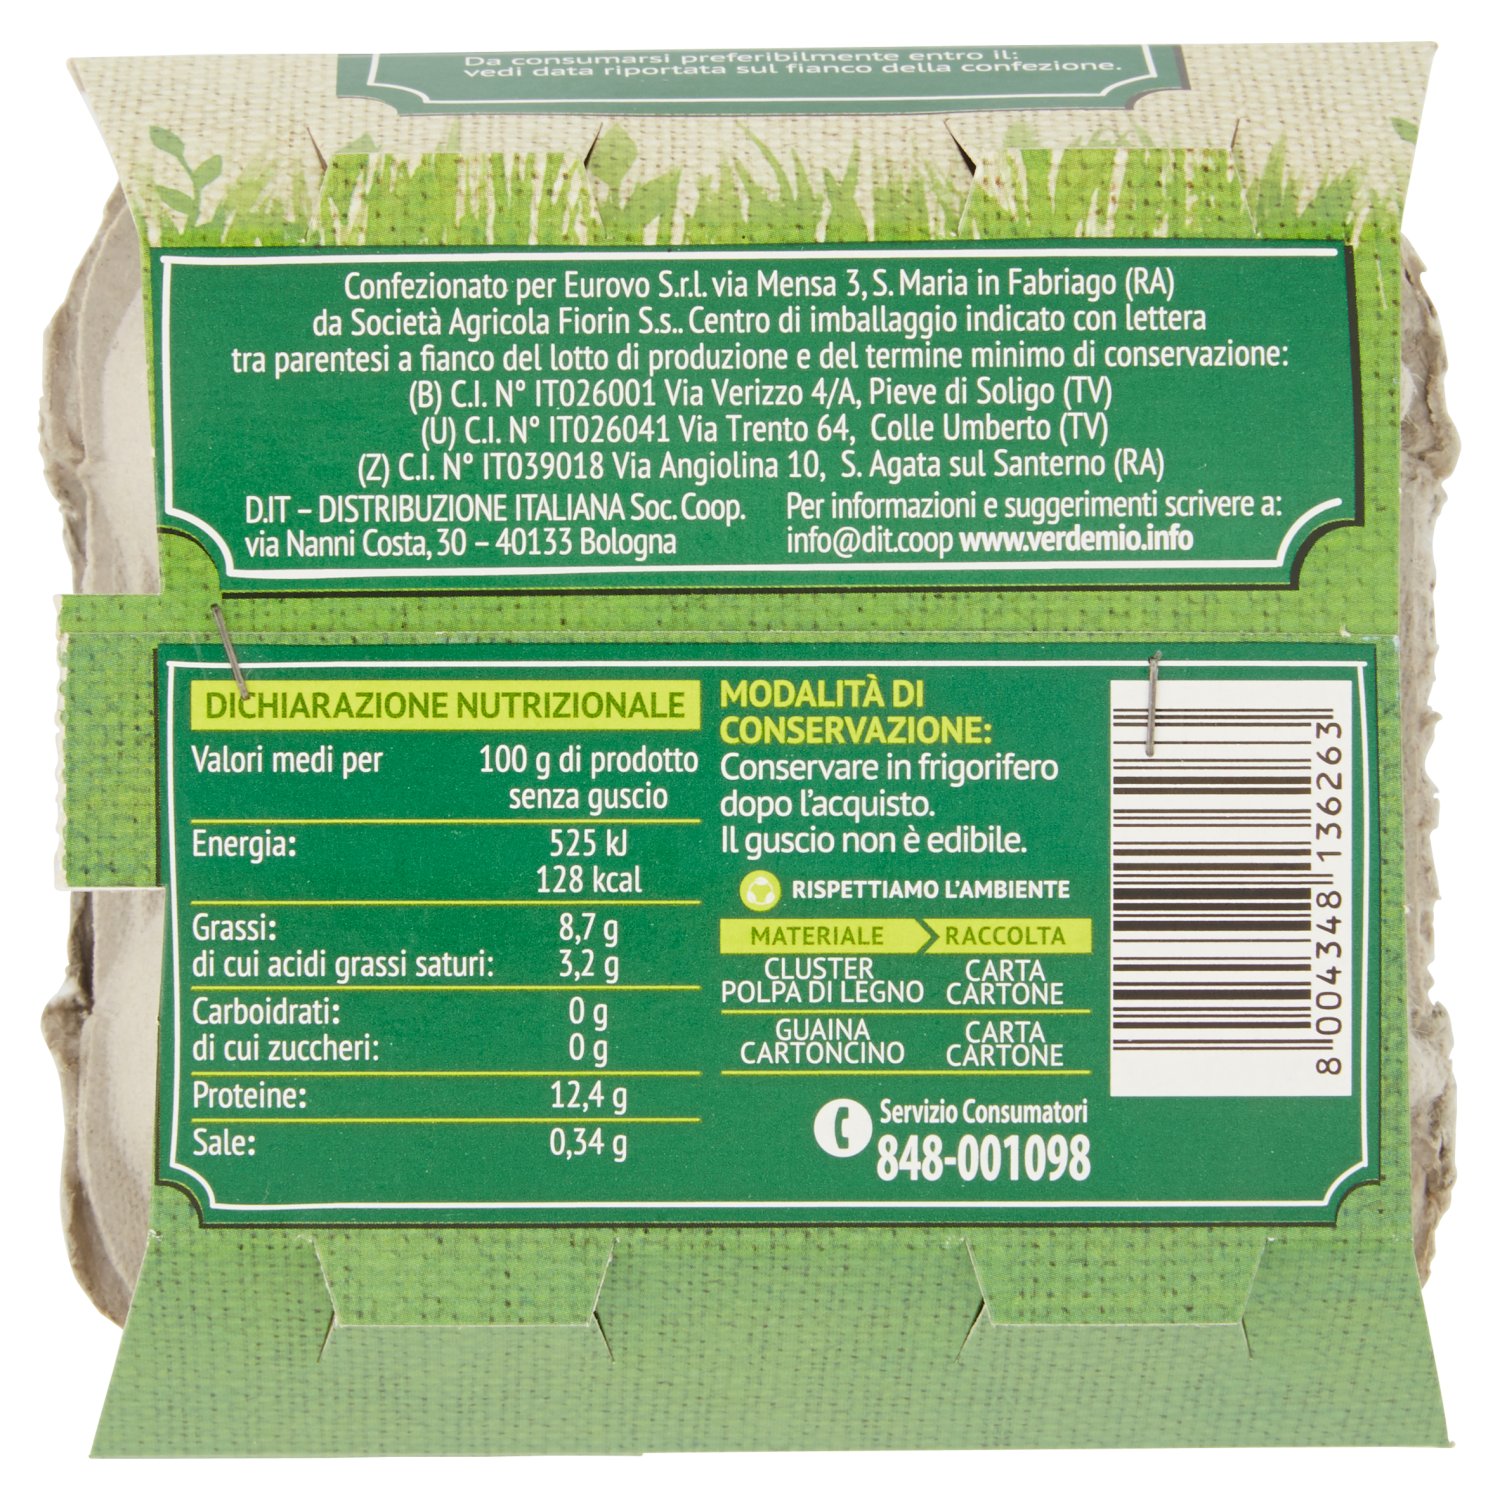 Da consumarsi preferibilmente entro il:
vedi data riportata sul fianco della confezione.
Confezionato per Eurovo S.r.l. via Mensa 3, S. Maria in Fabriago (RA)
da Società Agricola Fiorin S.s.. Centro di imballaggio indicato con lettera
tra parentesi a fianco del lotto di produzione e del termine minimo di conservazione:
(B) C.I. N° IT026001 Via Verizzo 4/A, Pieve di Soligo (TV)
(U) C.I. N° IT026041 Via Trento 64, Colle Umberto (TV)
(Z) C.I. N° IT039018 Via Angiolina 10, S. Agata sul Santerno (RA)
D.IT – DISTRIBUZIONE ITALIANA Soc. Coop.
via Nanni Costa, 30 – 40133 Bologna
Per informazioni e suggerimenti scrivere a:
info@dit.coop www.verdemio.info
DICHIARAZIONE NUTRIZIONALE
Valori medi per 100 g di prodotto
senza guscio
Energia: 525 kJ
128 kcal
Grassi: 8,7 g
di cui acidi grassi saturi: 3,2 g
Carboidrati: 0 g
di cui zuccheri: 0 g
Proteine: 12,4 g
Sale: 0,34 g
MODALITÀ DI
CONSERVAZIONE:
Conservare in frigorifero
dopo l'acquisto.
Il guscio non è edibile.
RISPETTIAMO L'AMBIENTE
MATERIALE RACCOLTA
CLUSTER CARTA
POLPA DI LEGNO CARTONE
GUAINA CARTA
CARTONCINO CARTONE
Servizio Consumatori
848-001098
8 004348 136263